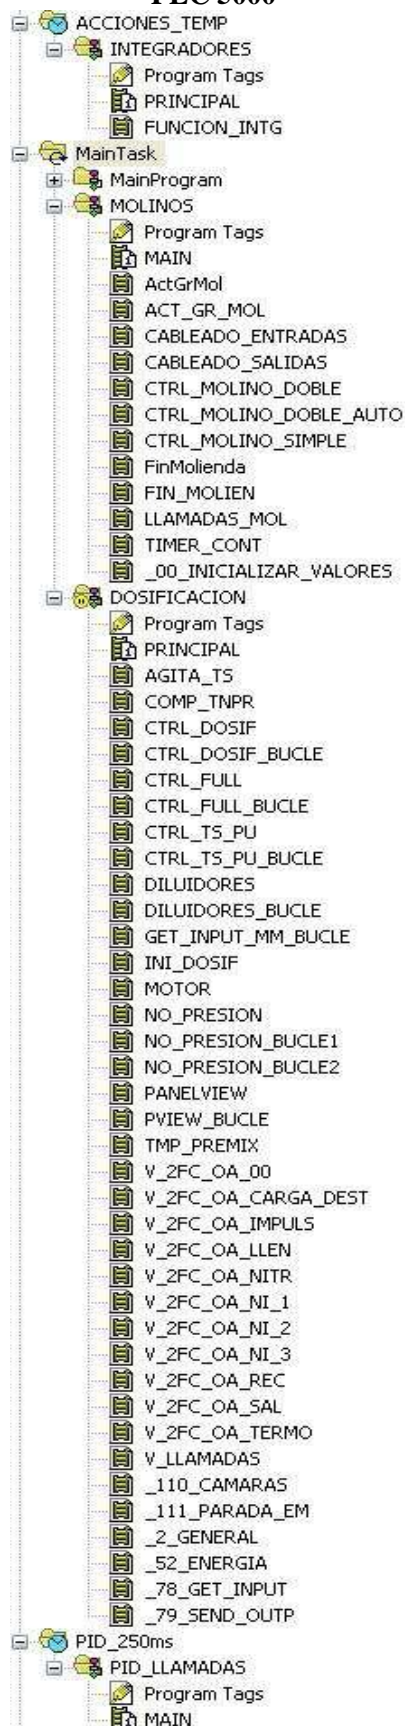 PLC 5000
ACCIONES_TEMP
INTEGRADORES
Program Tags
PRINCIPAL
FUNCION_INTG
MainTask
MainProgram
MOLINOS
Program Tags
MAIN
ActGrMol
ACT_GR_MOL
CABLEADO_ENTRADAS
CABLEADO_SALIDAS
CTRL_MOLINO_DOBLE
CTRL_MOLINO_DOBLE_AUTO
CTRL_MOLINO_SIMPLE
FinMolienda
FIN_MOLIEN
LLAMADAS_MOL
TIMER_CONT
_00_INICIALIZAR_VALORES
DOSIFICACION
Program Tags
PRINCIPAL
AGITA_TS
COMP_TNPR
CTRL_DOSIF
CTRL_DOSIF_BUCLE
CTRL_FULL
CTRL_FULL_BUCLE
CTRL_TS_PU
CTRL_TS_PU_BUCLE
DILUIDORES
DILUIDORES_BUCLE
GET_INPUT_MM_BUCLE
INI_DOSIF
MOTOR
NO_PRESION
NO_PRESION_BUCLE1
NO_PRESION_BUCLE2
PANELVIEW
PVIEW_BUCLE
TMP_PREMIX
V_2FC_OA_00
V_2FC_OA_CARGA_DEST
V_2FC_OA_IMPULS
V_2FC_OA_LLEN
V_2FC_OA_NITR
V_2FC_OA_NI_1
V_2FC_OA_NI_2
V_2FC_OA_NI_3
V_2FC_OA_REC
V_2FC_OA_SAL
V_2FC_OA_TERMO
V_LLAMADAS
_110_CAMARAS
_111_PARADA_EM
_2_GENERAL
_52_ENERGIA
_78_GET_INPUT
_79_SEND_OUTP
PID_250ms
PID_LLAMADAS
Program Tags
MAIN